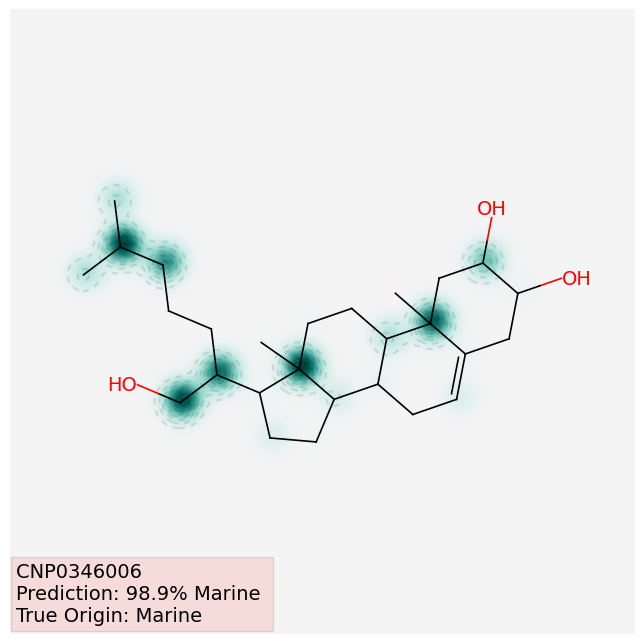 OH
OH
HO
CNP0346006
Prediction: 98.9% Marine
True Origin: Marine